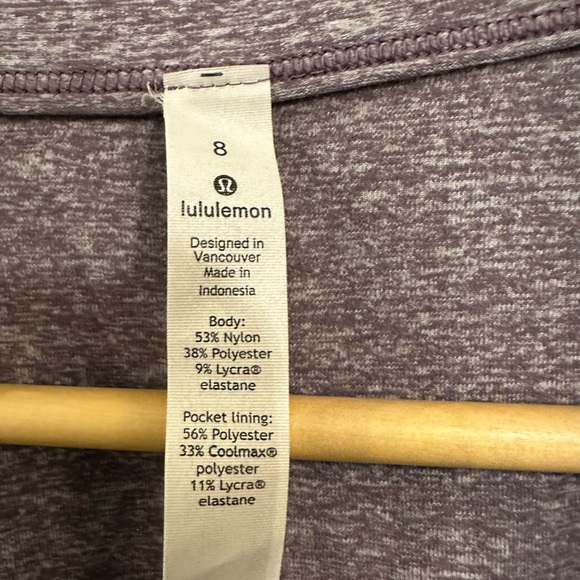 8
lululemon
Designed in
Vancouver
Made in
Indonesia
Body:
53% Nylon
38% Polyester
9% Lycra®
elastane
Pocket lining:
56% Polyester
33% Coolmax®
polyester
11% Lycra®
elastane